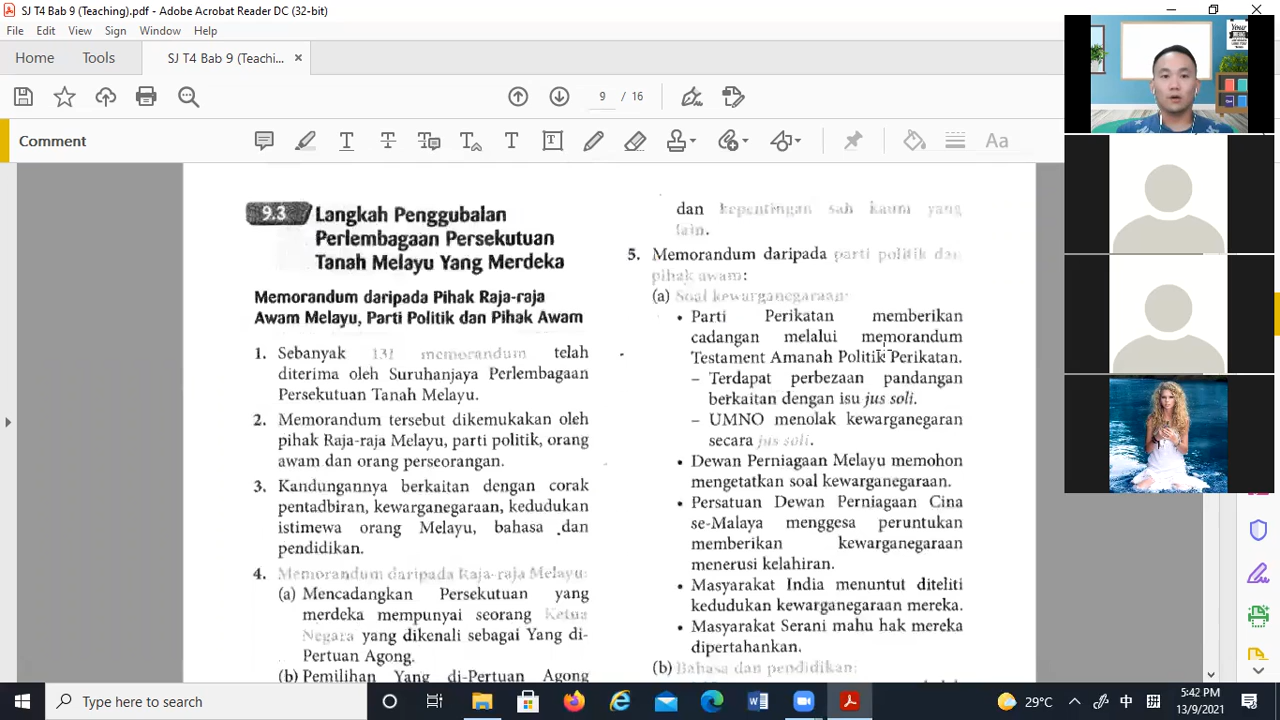 SJ T4 Bab 9 (Teaching).pdf - Adobe Acrobat Reader DC (32-bit)
File Edit View Sign Window Help
Home Tools SJ T4 Bab 9 (Teachi...
9 / 16
Comment
9.3 Langkah Penggubalan
Perlembagaan Persekutuan
Tanah Melayu Yang Merdeka
Memorandum daripada Pihak Raja-raja
Awam Melayu, Parti Politik dan Pihak Awam
1. Sebanyak 131 memorandum telah
diterima oleh Suruhanjaya Perlembagaan
Persekutuan Tanah Melayu.
2. Memorandum tersebut dikemukakan oleh
pihak Raja-raja Melayu, parti politik, orang
awam dan orang perseorangan.
3. Kandungannya berkaitan dengan corak
pentadbiran, kewarganegaraan, kedudukan
istimewa orang Melayu, bahasa dan
pendidikan.
4. Memorandum daripada Raja-raja Melayu:
(a) Mencadangkan Persekutuan yang
merdeka mempunyai seorang Ketua
Negara yang dikenali sebagai Yang di-
Pertuan Agong.
(b) Pemilihan Yang di-Pertuan Agong
dan kepentingan sah kaum yang
lain.
5. Memorandum daripada parti politik dan
pihak awam:
(a) Soal kewarganegaraan:
• Parti Perikatan memberikan
cadangan melalui memorandum
Testament Amanah Politik Perikatan.
– Terdapat perbezaan pandangan
berkaitan dengan isu jus soli.
– UMNO menolak kewarganegaran
secara jus soli.
• Dewan Perniagaan Melayu memohon
mengetatkan soal kewarganegaraan.
• Persatuan Dewan Perniagaan Cina
se-Malaya menggesa peruntukan
memberikan kewarganegaraan
menerusi kelahiran.
• Masyarakat India menuntut diteliti
kedudukan kewarganegaraan mereka.
• Masyarakat Serani mahu hak mereka
dipertahankan.
(b) Bahasa dan pendidikan:
Type here to search
29°C
中
拼
5:42 PM
13/9/2021